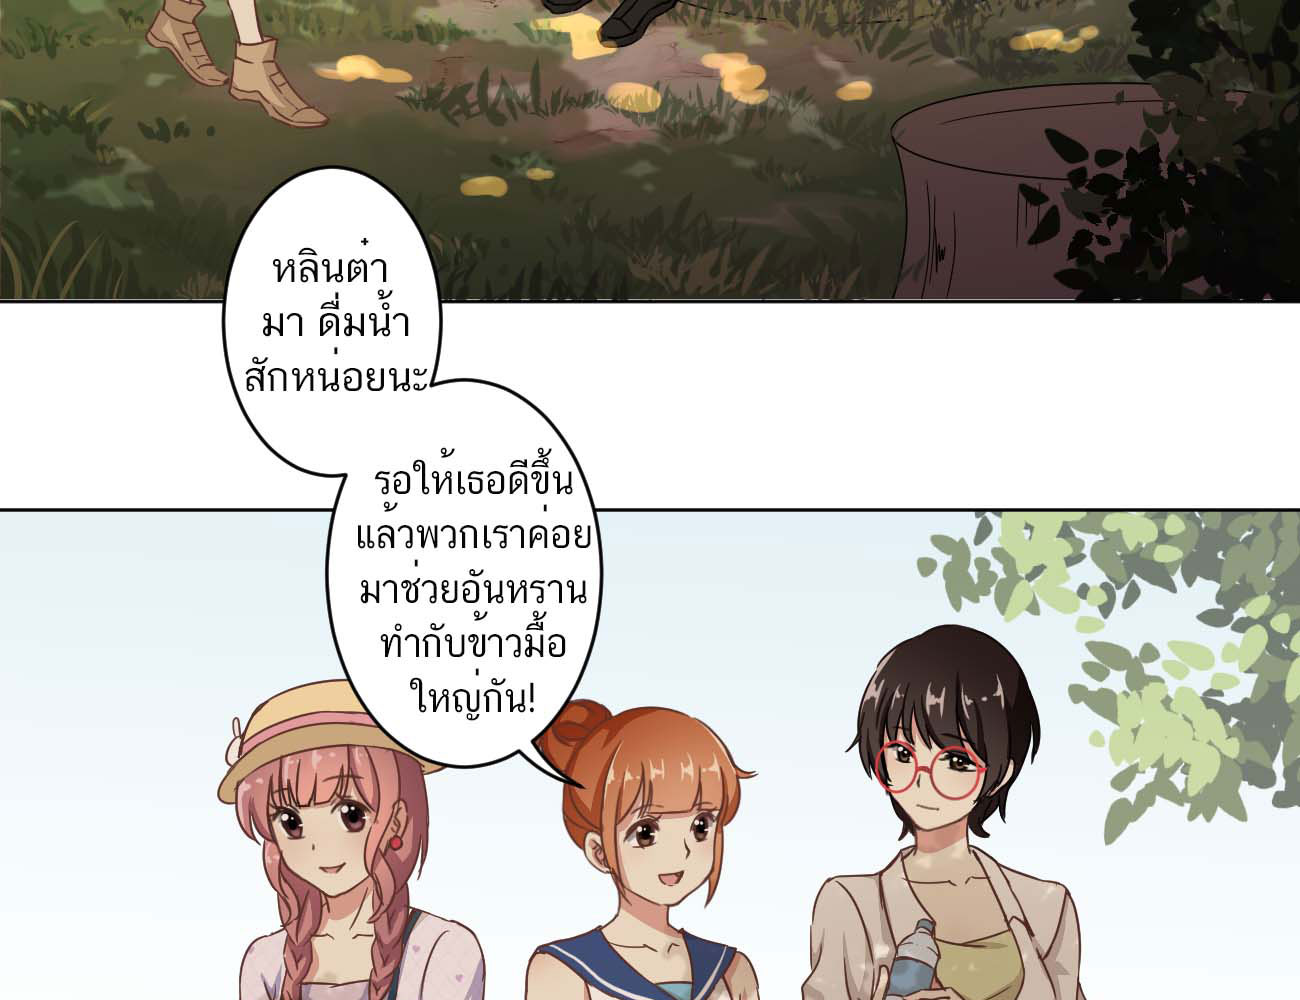 หลินต๋า
มา ดื่มน้ำ
สักหน่อยนะ
รอให้เธอดีขึ้น
แล้วพวกเราค่อย
มาช่วยอันหราน
ทำกับข้าวมื้อ
ใหญ่กัน!